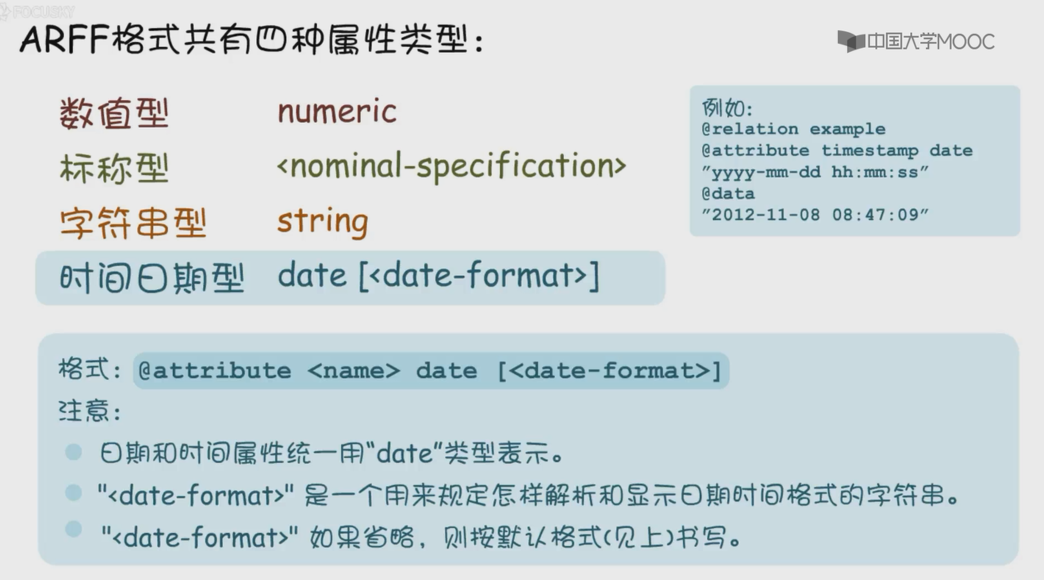 FOCUSKY
ARFF格式共有四种属性类型:
中国大学MOOC
数值型 numeric
标称型 <nominal-specification>
字符串型 string
时间日期型 date [<date-format>]
例如:
@relation example
@attribute timestamp date
"yyyy-mm-dd hh:mm:ss"
@data
"2012-11-08 08:47:09"
格式: @attribute <name> date [<date-format>]
注意:
日期和时间属性统一用“date”类型表示。
"<date-format>" 是一个用来规定怎样解析和显示日期时间格式的字符串。
"<date-format>" 如果省略，则按默认格式(见上)书写。